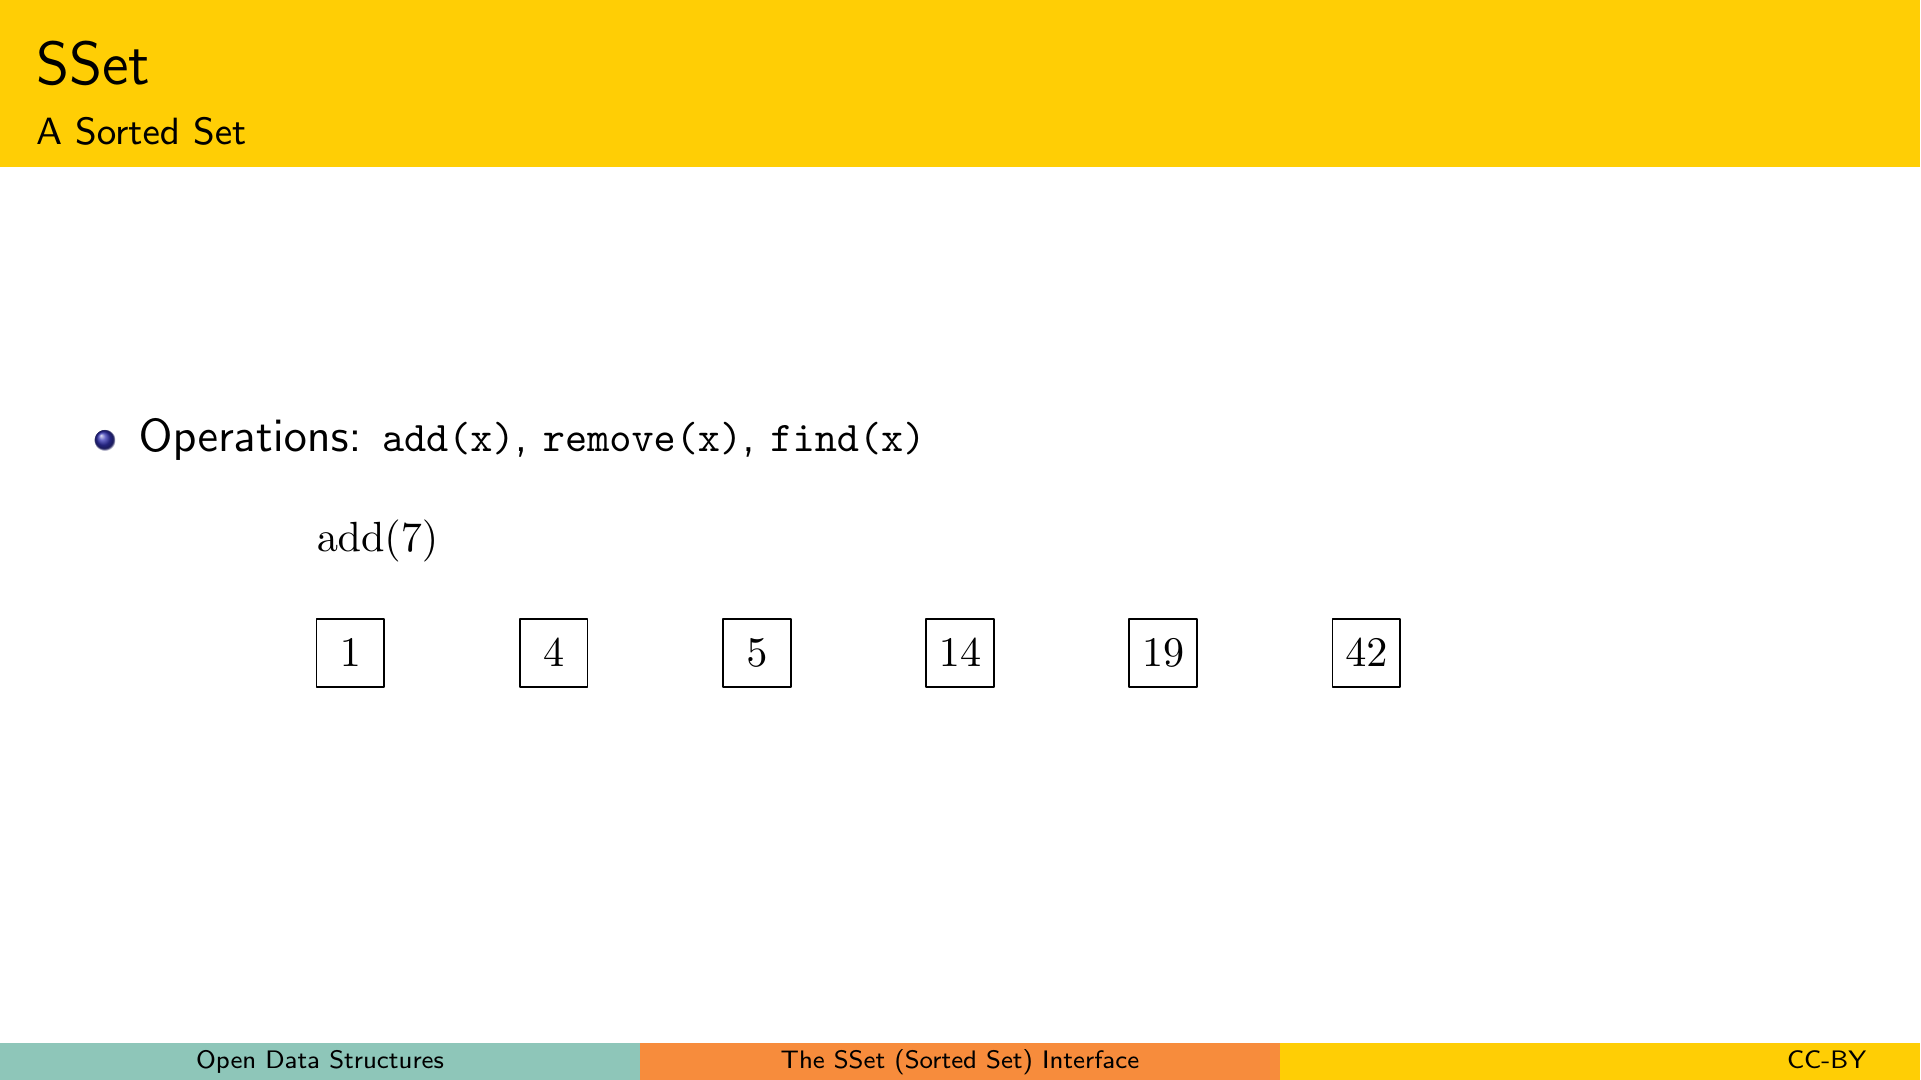 SSet
A Sorted Set
Operations: add(x), remove(x), find(x)
add(7)
1 4 5 14 19 42
Open Data Structures The SSet (Sorted Set) Interface CC-BY